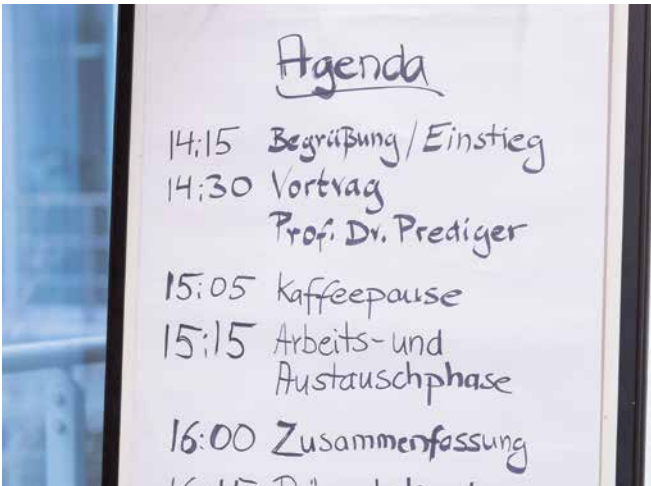 Agenda
14:15 Begrüßung / Einstieg
14:30 Vortrag
Prof. Dr. Prediger
15:05 Kaffeepause
15:15 Arbeits- und
Austauschphase
16:00 Zusammenfassung